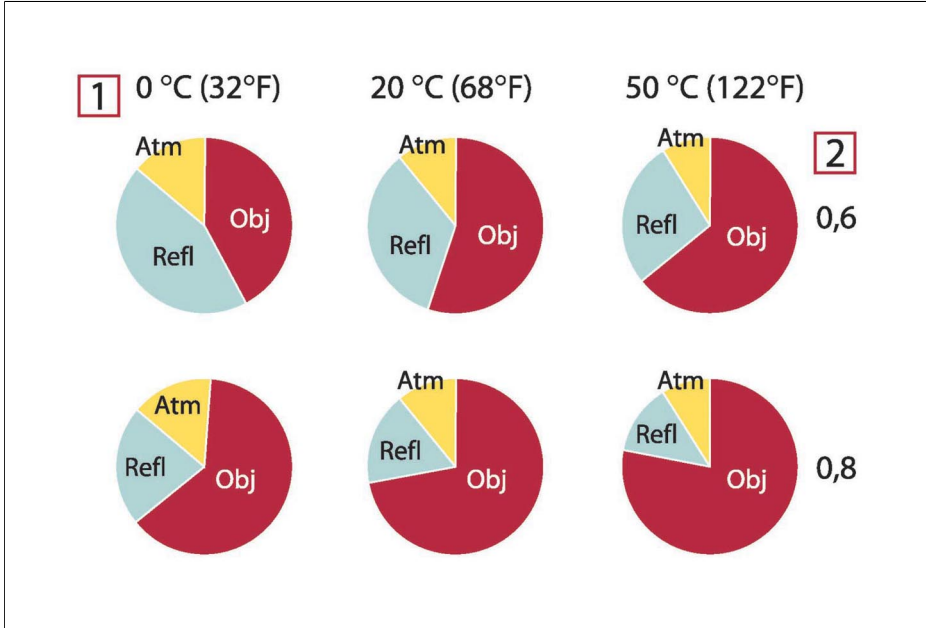 1 0 °C (32°F) 20 °C (68°F) 50 °C (122°F)
Atm Atm Atm
2
Obj Refl Refl Obj Refl Obj 0,6
Atm Atm Atm
Refl Obj Refl Obj Refl Obj 0,8